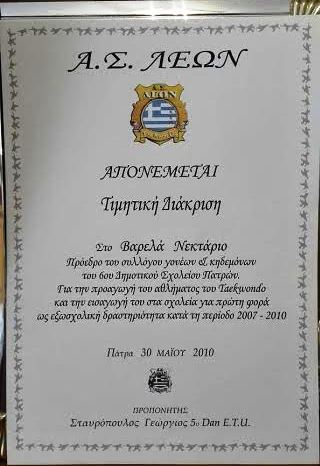 Α.Σ. ΛΕΩΝ
Α.Σ.
ΛΕΩΝ
ΑΠΟΝΕΜΕΤΑΙ
Τιμητική Διάκριση
Στο Βαρελά Νεκτάριο
Πρόεδρο του συλλόγου γονέων & κηδεμόνων
του 6ου Δημοτικού Σχολείου Πατρών.
Για την προαγωγή του αθλήματος του Taekwondo
και την εισαγωγή του στα σχολεία για πρώτη φορά
ως εξωσχολική δραστηριότητα κατά τη περίοδο 2007 - 2010
Πάτρα 30 ΜΑΪΟΥ 2010
ΠΡΟΠΟΝΗΤΗΣ
Σταυρόπουλος Γεώργιος 5ο Dan E.T.U.